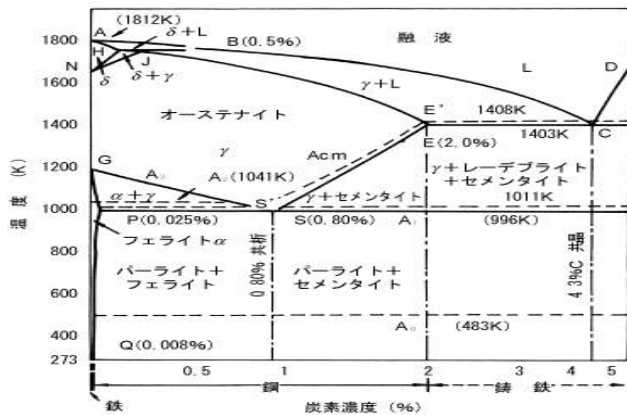 (1812K)
1800
A
δ+L
B(0.5%)
融液
H
N
J
δ
δ+γ
L
D
1600
γ+L
オーステナイト
E'
1408K
1400
1403K
C
E(2.0%)
γ
Acm
G
A
A (1041K)
γ+レーデブライト
+セメンタイト
1200
α+γ
S'
γ+セメンタイト
1011K
1000
P(0.025%)
S(0.80%)
A
(996K)
フェライトα
800
パーライト+
フェライト
パーライト+
セメンタイト
0.80% 共析
4.3%C 共晶
600
400
A₀
(483K)
273
Q(0.008%)
温度 (K)
0.5
1
2
3
4
5
鉄
鋼
鋳鉄
炭素濃度 (%)